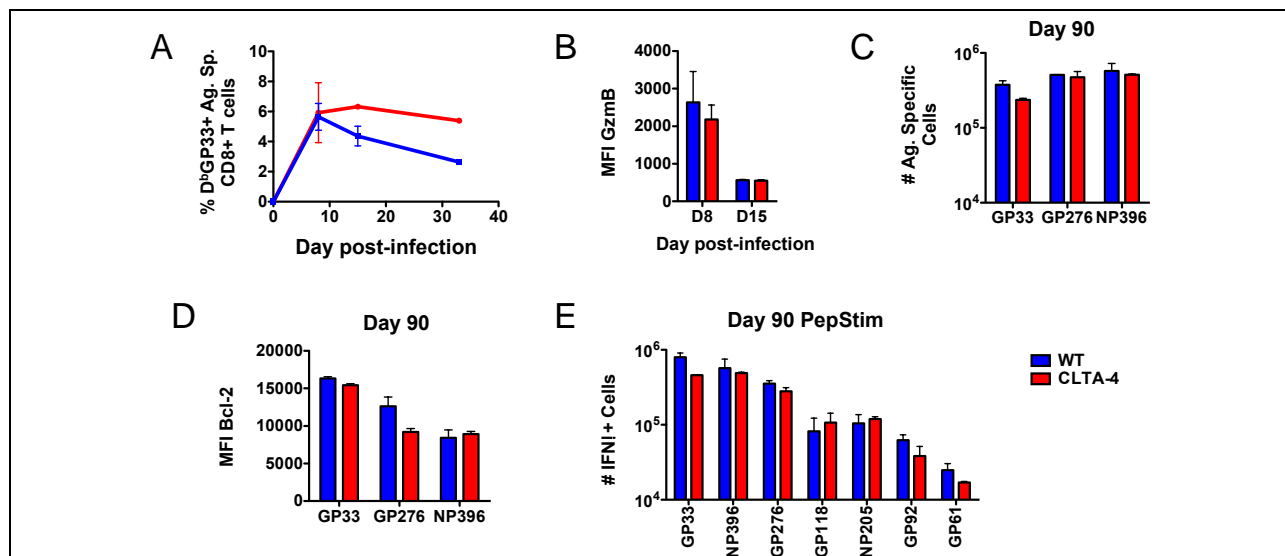 A
% DbGP33+ Ag. Sp.
CD8+ T cells
10
8
6
4
2
0
0 10 20 30 40
Day post-infection
B
MFI GzmB
4000
3000
2000
1000
0
D8 D15
Day post-infection
C
Day 90
# Ag. Specific
Cells
10^6
10^5
10^4
GP33 GP276 NP396
D
Day 90
MFI Bcl-2
20000
15000
10000
5000
0
GP33 GP276 NP396
E
Day 90 PepStim
# IFN! + Cells
10^6
10^5
10^4
GP33
NP396
GP276
GP118
NP205
GP92
GP61
WT
CLTA-4